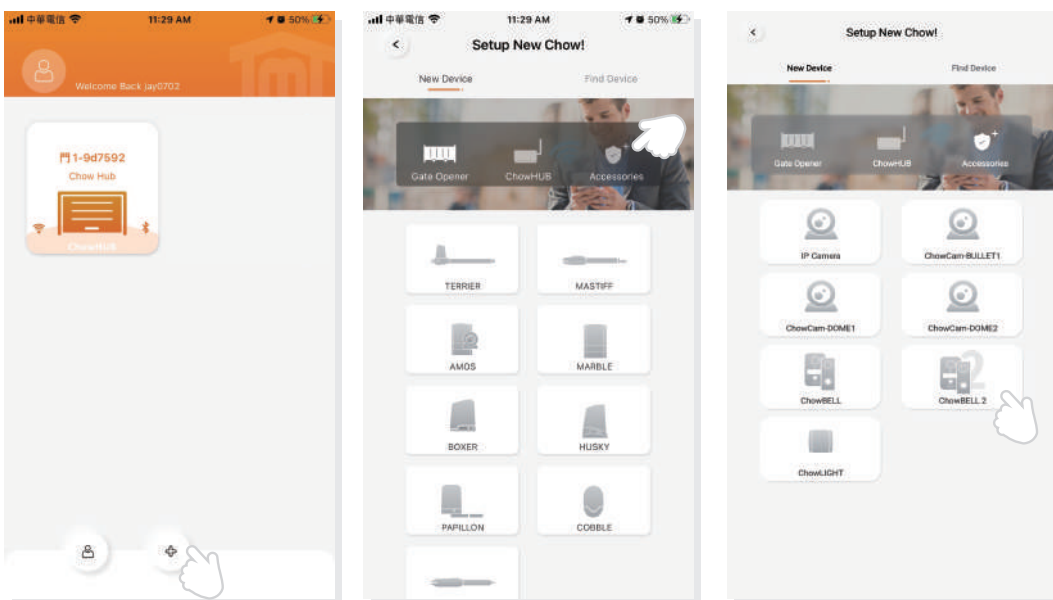 中華電信
11:29 AM
50%
Welcome Back jay0702
門1-9d7592
Chow Hub
ChowHUB
中華電信
11:29 AM
50%
Setup New Chow!
New Device
Find Device
Gate Opener
ChowHUB
Accessories
TERRIER
MASTIFF
AMOS
MARBLE
BOXER
HUSKY
PAPILLON
COBBLE
Setup New Chow!
New Device
Find Device
Gate Opener
ChowHUB
Accessories
IP Camera
ChowCam-BULLET1
ChowCam-DOME1
ChowCam-DOME2
2
ChowBELL
ChowBELL 2
ChowLIGHT